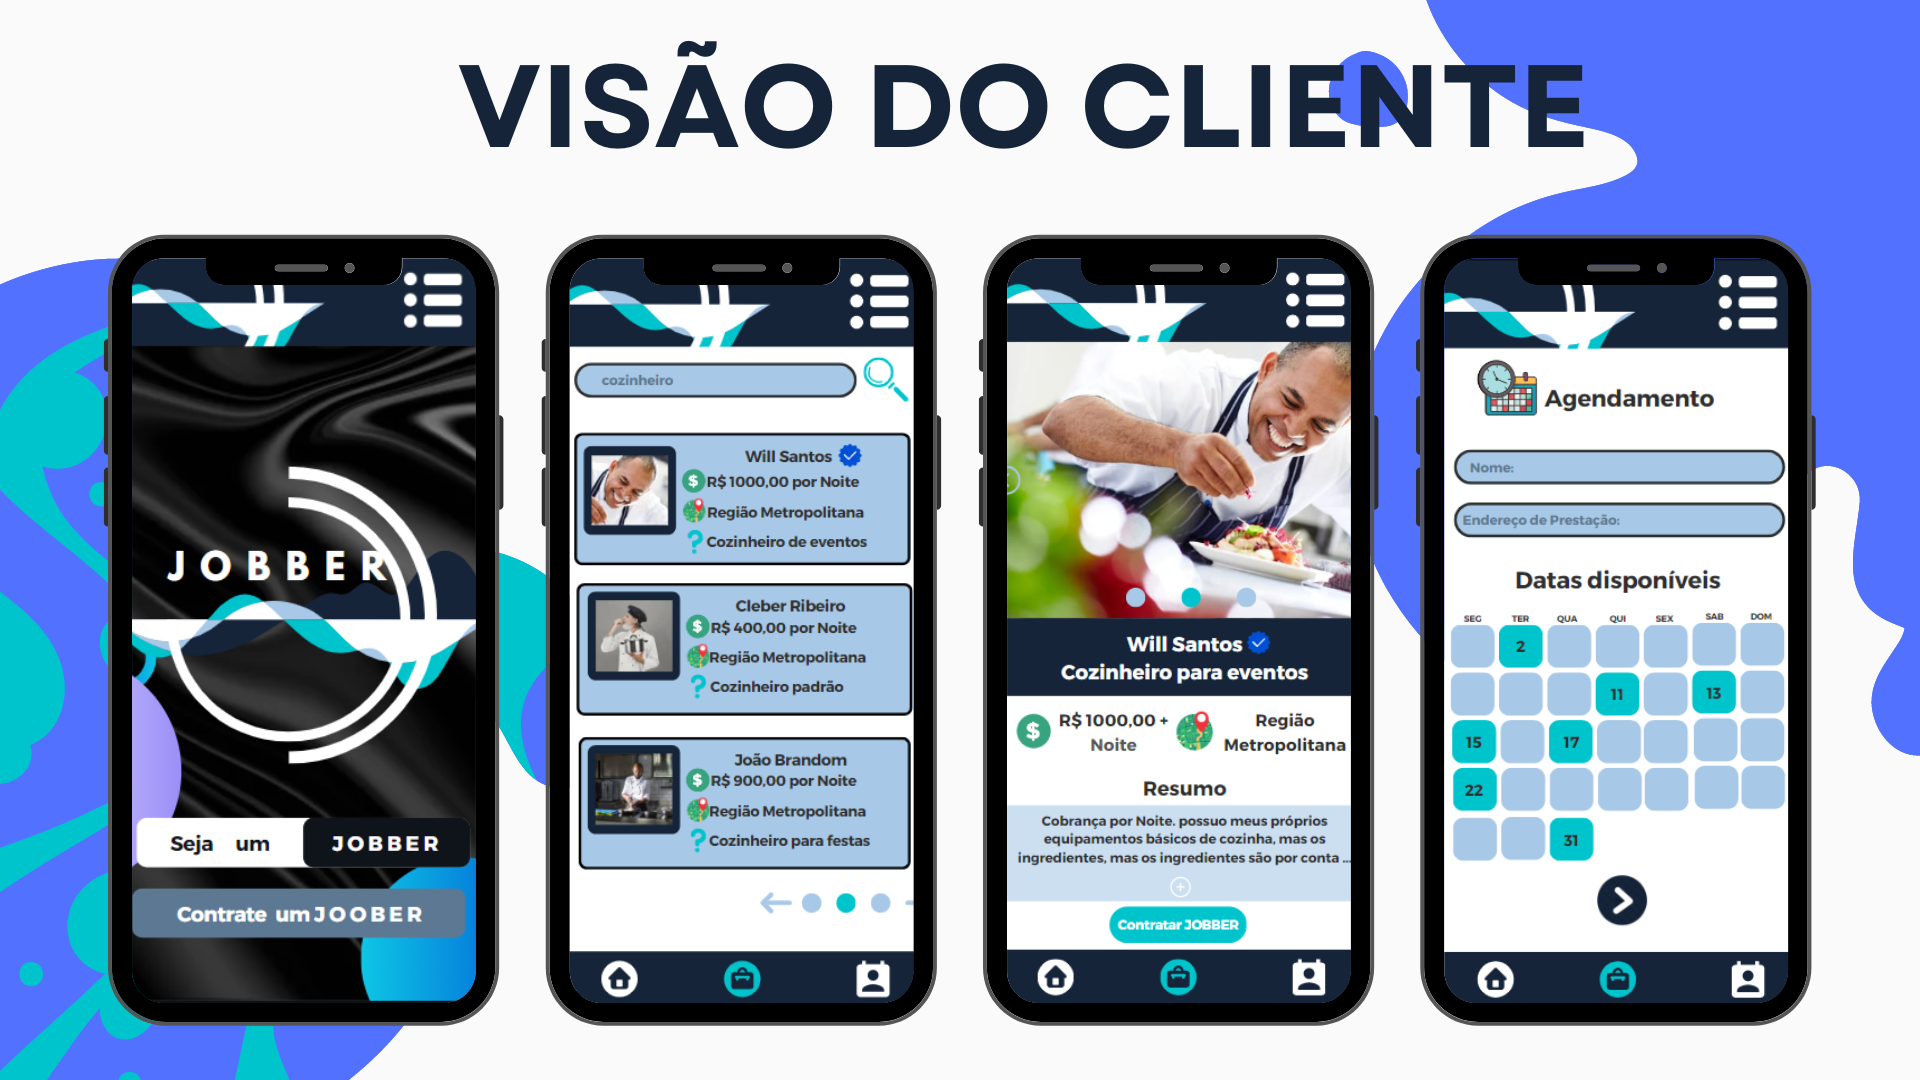 VISÃO DO CLIENTE
JOBBER
Seja um JOBBER
Contrate um JOOBER
cozinheiro
Will Santos
$ R$ 1000,00 por Noite
Região Metropolitana
? Cozinheiro de eventos
Cleber Ribeiro
$ R$ 400,00 por Noite
Região Metropolitana
? Cozinheiro padrão
João Brandom
$ R$ 900,00 por Noite
Região Metropolitana
? Cozinheiro para festas
Will Santos
Cozinheiro para eventos
$ R$ 1000,00 +
Noite
Região
Metropolitana
Resumo
Cobrança por Noite. possuo meus próprios
equipamentos básicos de cozinha, mas os
ingredientes, mas os ingredientes são por conta ...
Contratar JOBBER
Agendamento
Nome:
Endereço de Prestação:
Datas disponíveis
SEG TER QUA QUI SEX SAB DOM
2
11 13
15 17
22
31